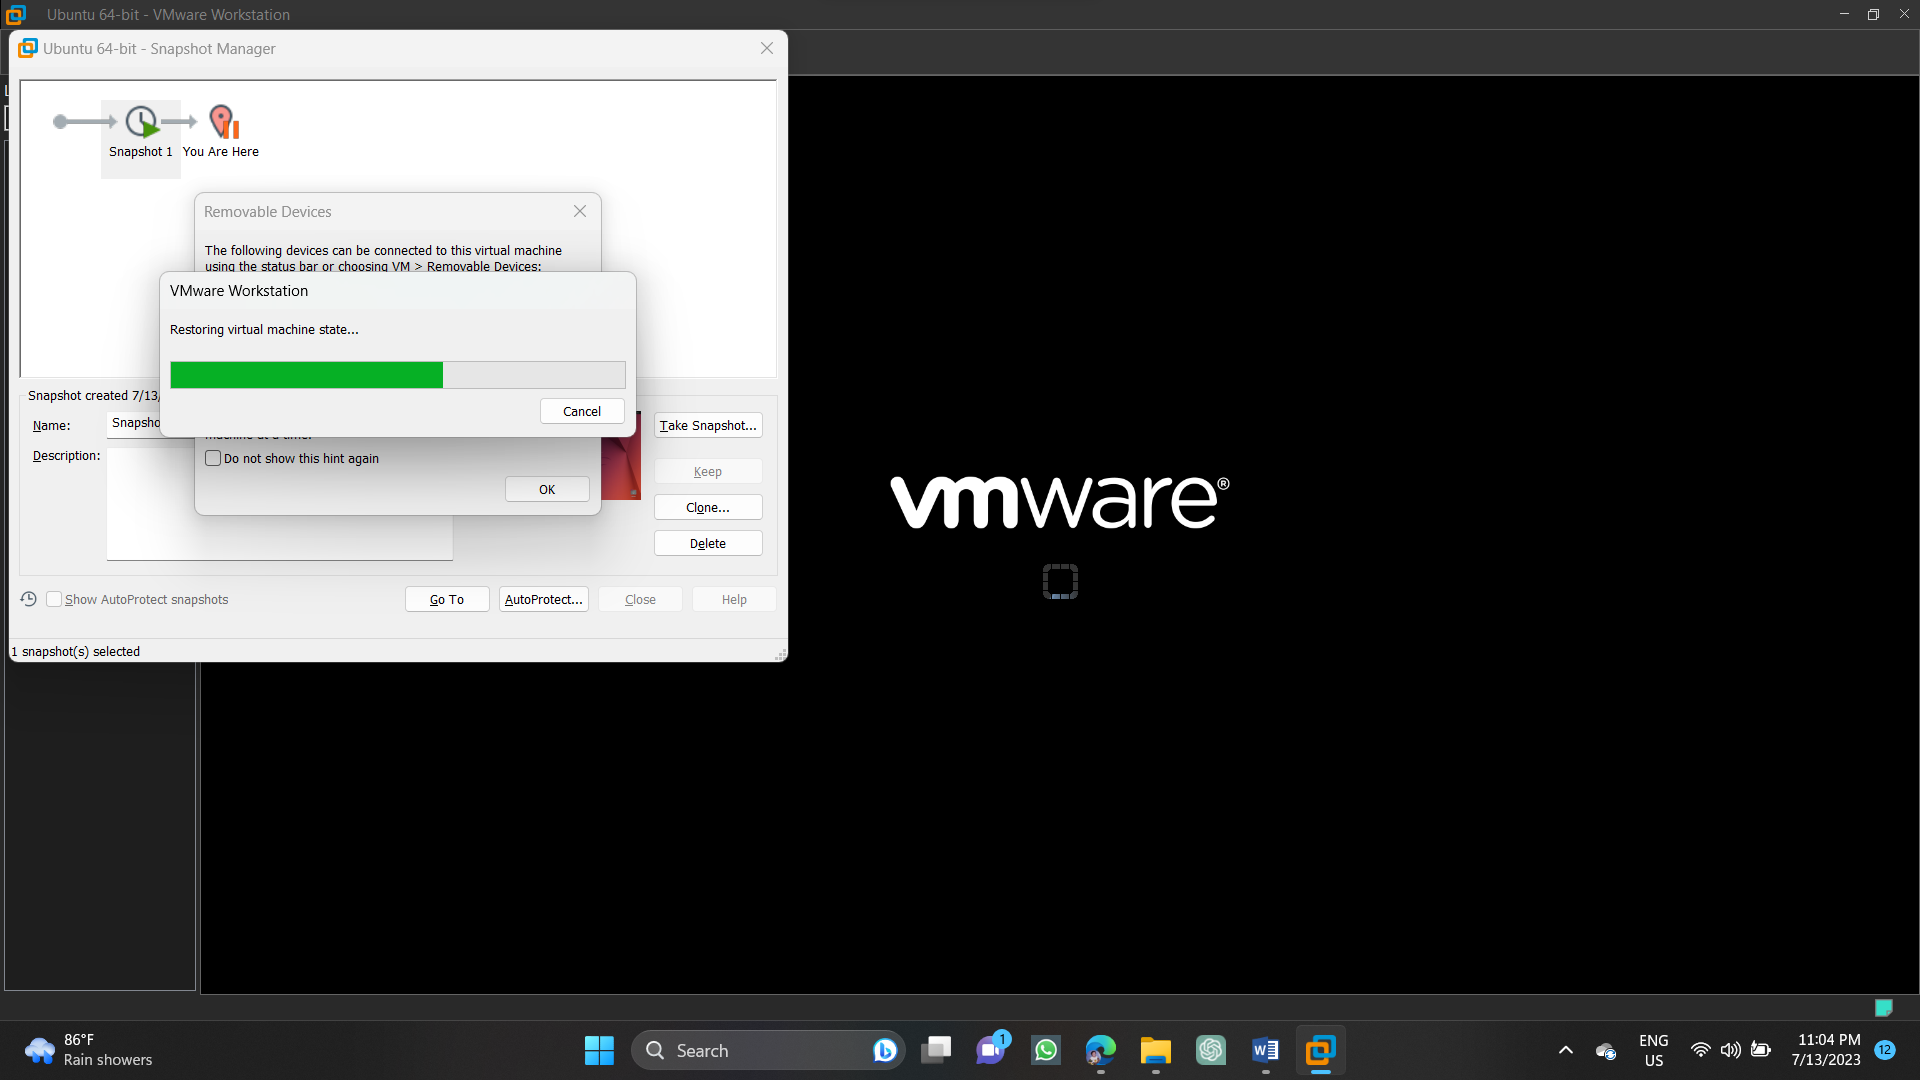 Ubuntu 64-bit - VMware Workstation
Ubuntu 64-bit - Snapshot Manager
Snapshot 1
You Are Here
Removable Devices
The following devices can be connected to this virtual machine
using the status bar or choosing VM > Removable Devices:
VMware Workstation
Restoring virtual machine state...
Cancel
machine at a time.
Do not show this hint again
OK
Snapshot created 7/13/
Name:
Snapsho
Description:
Take Snapshot...
Keep
Clone...
Delete
Show AutoProtect snapshots
Go To
AutoProtect...
Close
Help
1 snapshot(s) selected
vmware®
86°F
Rain showers
Search
1
ENG
US
11:04 PM
7/13/2023
12